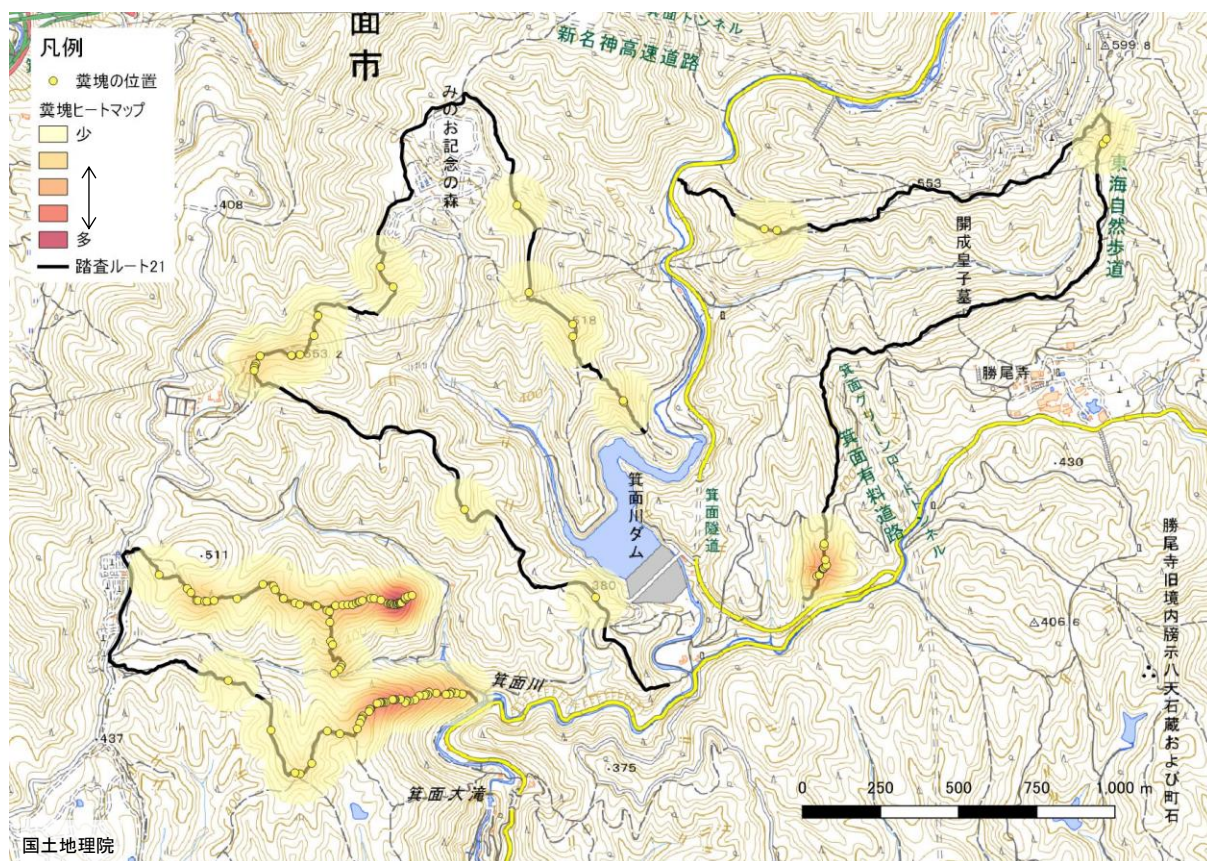 凡例
糞塊の位置
糞塊ヒートマップ
少
多
踏査ルート21
箕面市
箕面トンネル
新名神高速道路
599.8
みのお記念の森
408
553
東海自然歩道
開成皇子墓
518
553.2
400
400
勝尾寺
箕面グリーンロードトンネル
箕面有料道路
430
箕面川ダム
箕面隧道
511
380
406.6
勝尾寺旧境内牓示八天石蔵および町石
箕面川
437
375
箕面大滝
0 250 500 750 1,000 m
国土地理院